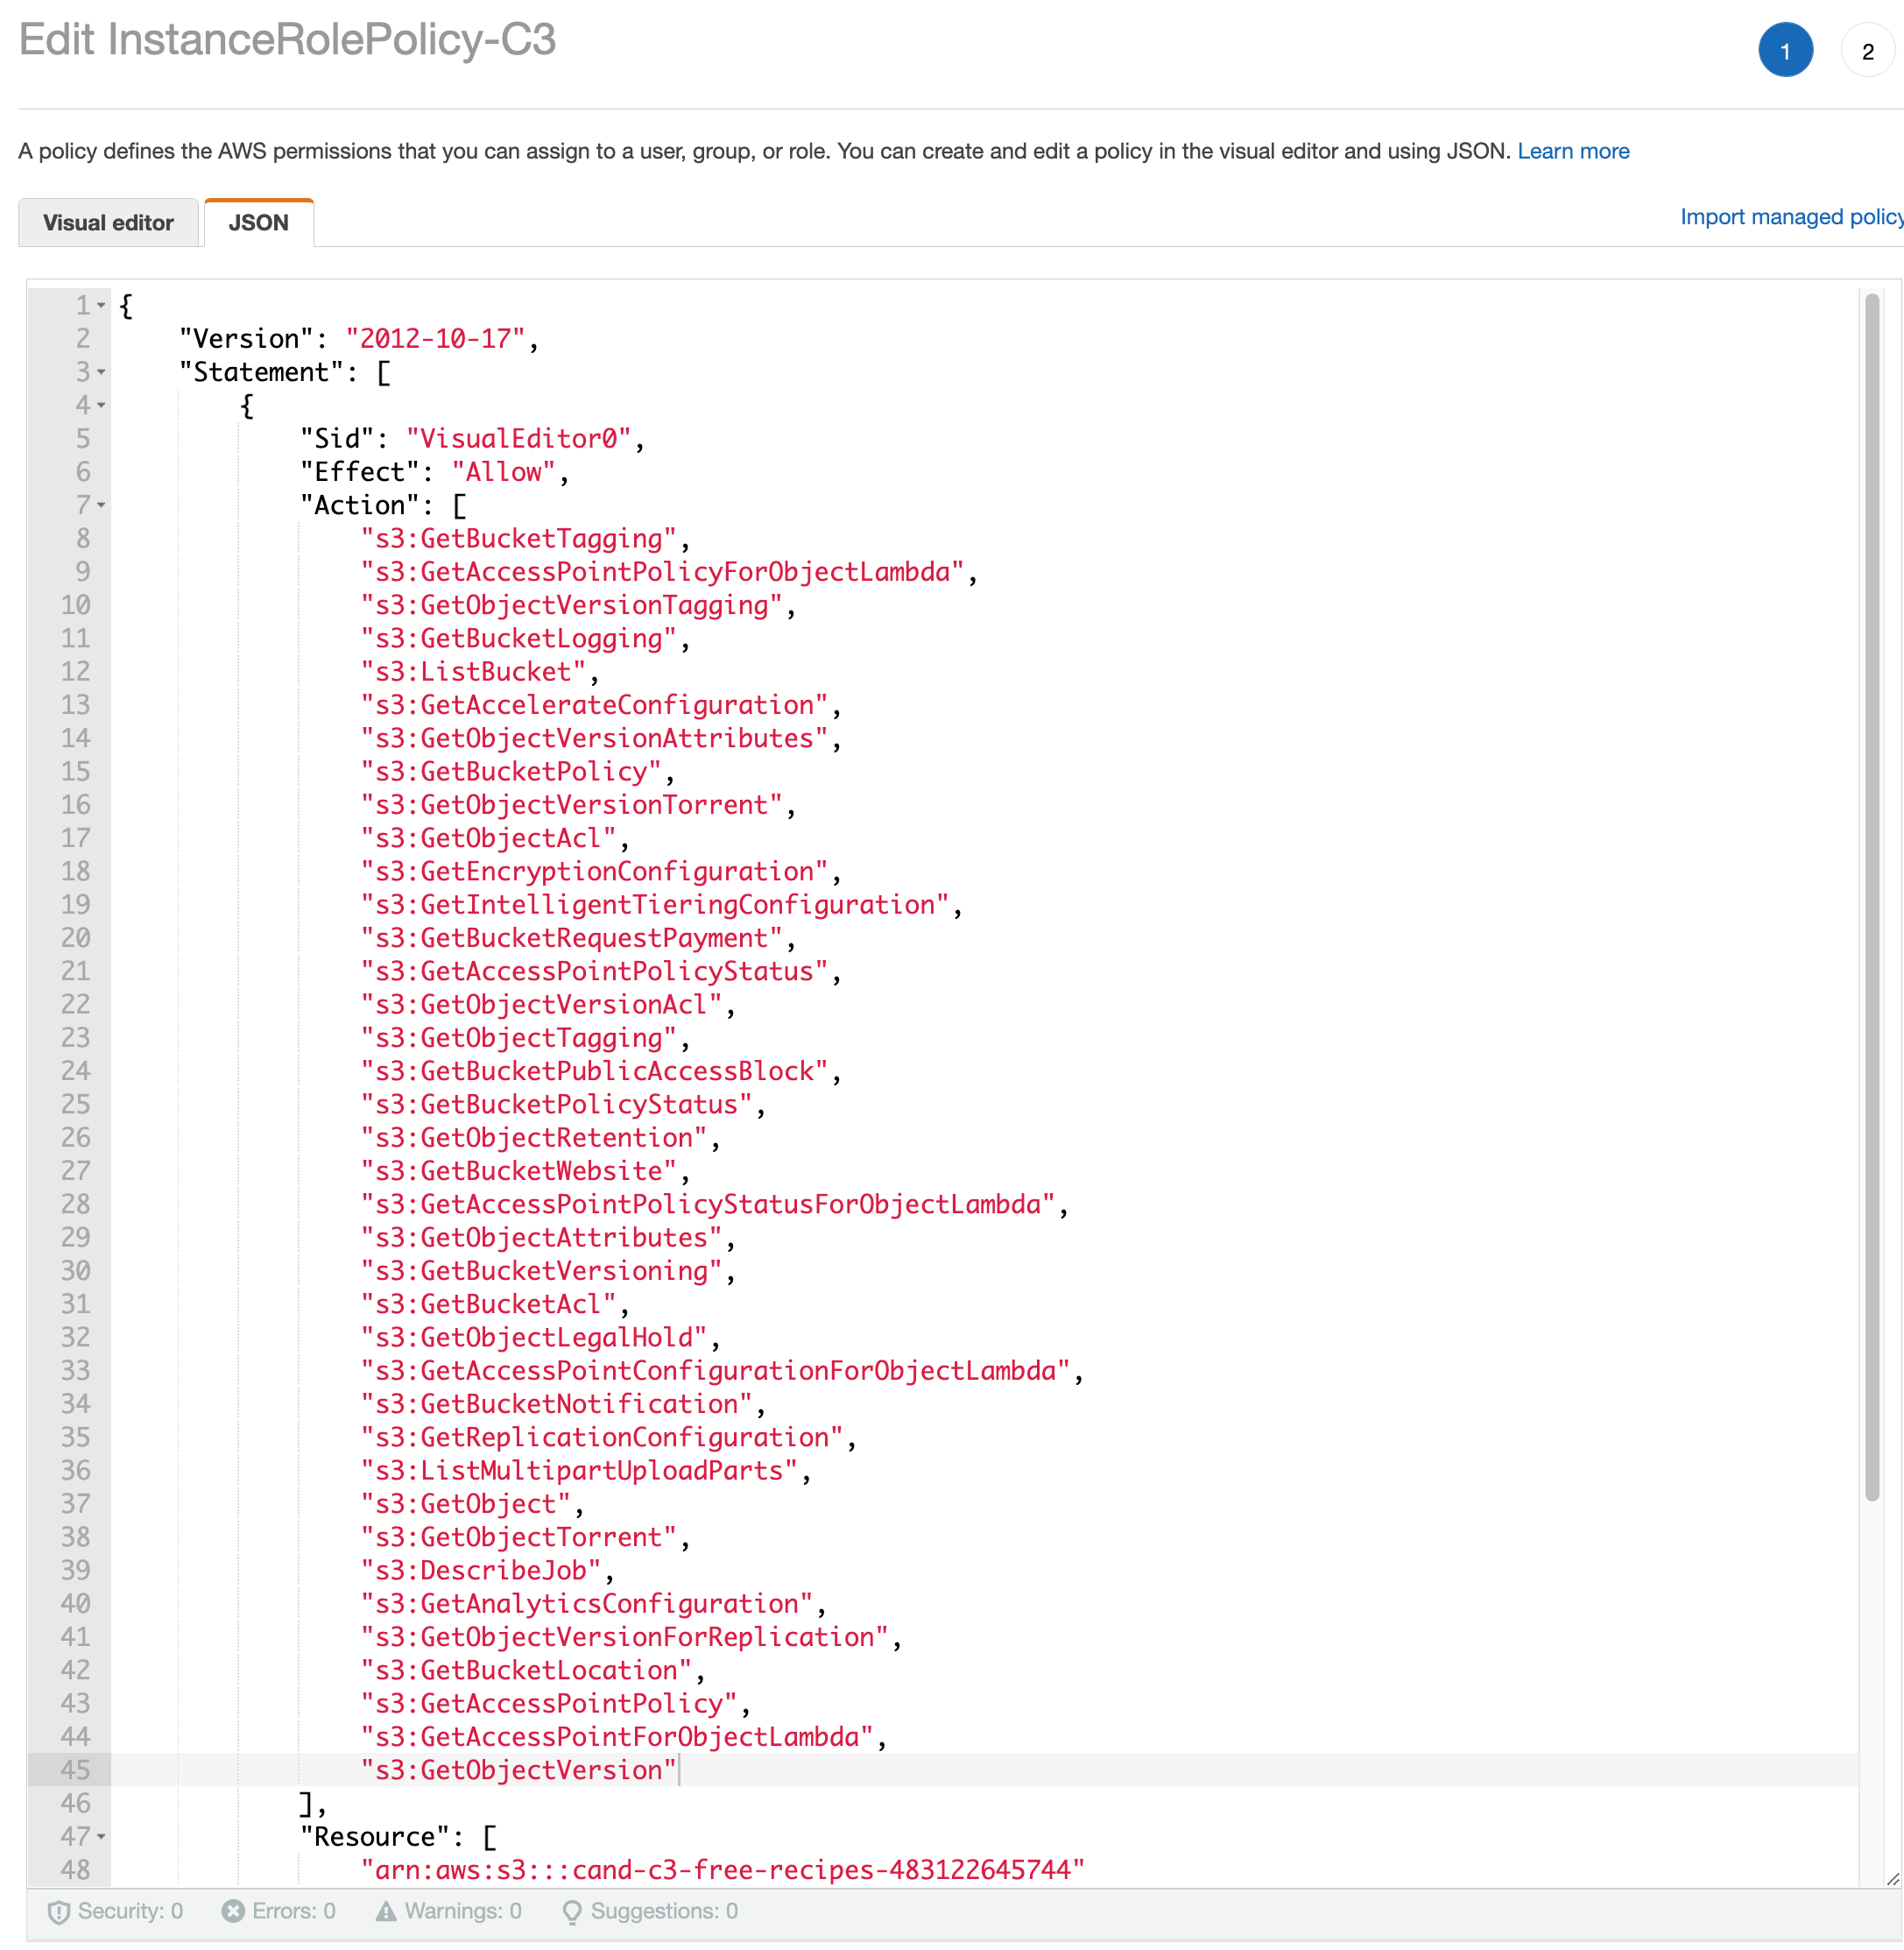 Edit InstanceRolePolicy-C3
1
2
A policy defines the AWS permissions that you can assign to a user, group, or role. You can create and edit a policy in the visual editor and using JSON. Learn more
Visual editor
JSON
Import managed policy
1 {
2 "Version": "2012-10-17",
3 "Statement": [
4 {
5 "Sid": "VisualEditor0",
6 "Effect": "Allow",
7 "Action": [
8 "s3:GetBucketTagging",
9 "s3:GetAccessPointPolicyForObjectLambda",
10 "s3:GetObjectVersionTagging",
11 "s3:GetBucketLogging",
12 "s3:ListBucket",
13 "s3:GetAccelerateConfiguration",
14 "s3:GetObjectVersionAttributes",
15 "s3:GetBucketPolicy",
16 "s3:GetObjectVersionTorrent",
17 "s3:GetObjectAcl",
18 "s3:GetEncryptionConfiguration",
19 "s3:GetIntelligentTieringConfiguration",
20 "s3:GetBucketRequestPayment",
21 "s3:GetAccessPointPolicyStatus",
22 "s3:GetObjectVersionAcl",
23 "s3:GetObjectTagging",
24 "s3:GetBucketPublicAccessBlock",
25 "s3:GetBucketPolicyStatus",
26 "s3:GetObjectRetention",
27 "s3:GetBucketWebsite",
28 "s3:GetAccessPointPolicyStatusForObjectLambda",
29 "s3:GetObjectAttributes",
30 "s3:GetBucketVersioning",
31 "s3:GetBucketAcl",
32 "s3:GetObjectLegalHold",
33 "s3:GetAccessPointConfigurationForObjectLambda",
34 "s3:GetBucketNotification",
35 "s3:GetReplicationConfiguration",
36 "s3:ListMultipartUploadParts",
37 "s3:GetObject",
38 "s3:GetObjectTorrent",
39 "s3:DescribeJob",
40 "s3:GetAnalyticsConfiguration",
41 "s3:GetObjectVersionForReplication",
42 "s3:GetBucketLocation",
43 "s3:GetAccessPointPolicy",
44 "s3:GetAccessPointForObjectLambda",
45 "s3:GetObjectVersion"
46 ],
47 "Resource": [
48 "arn:aws:s3:::cand-c3-free-recipes-483122645744"
Security: 0 Errors: 0 Warnings: 0 Suggestions: 0